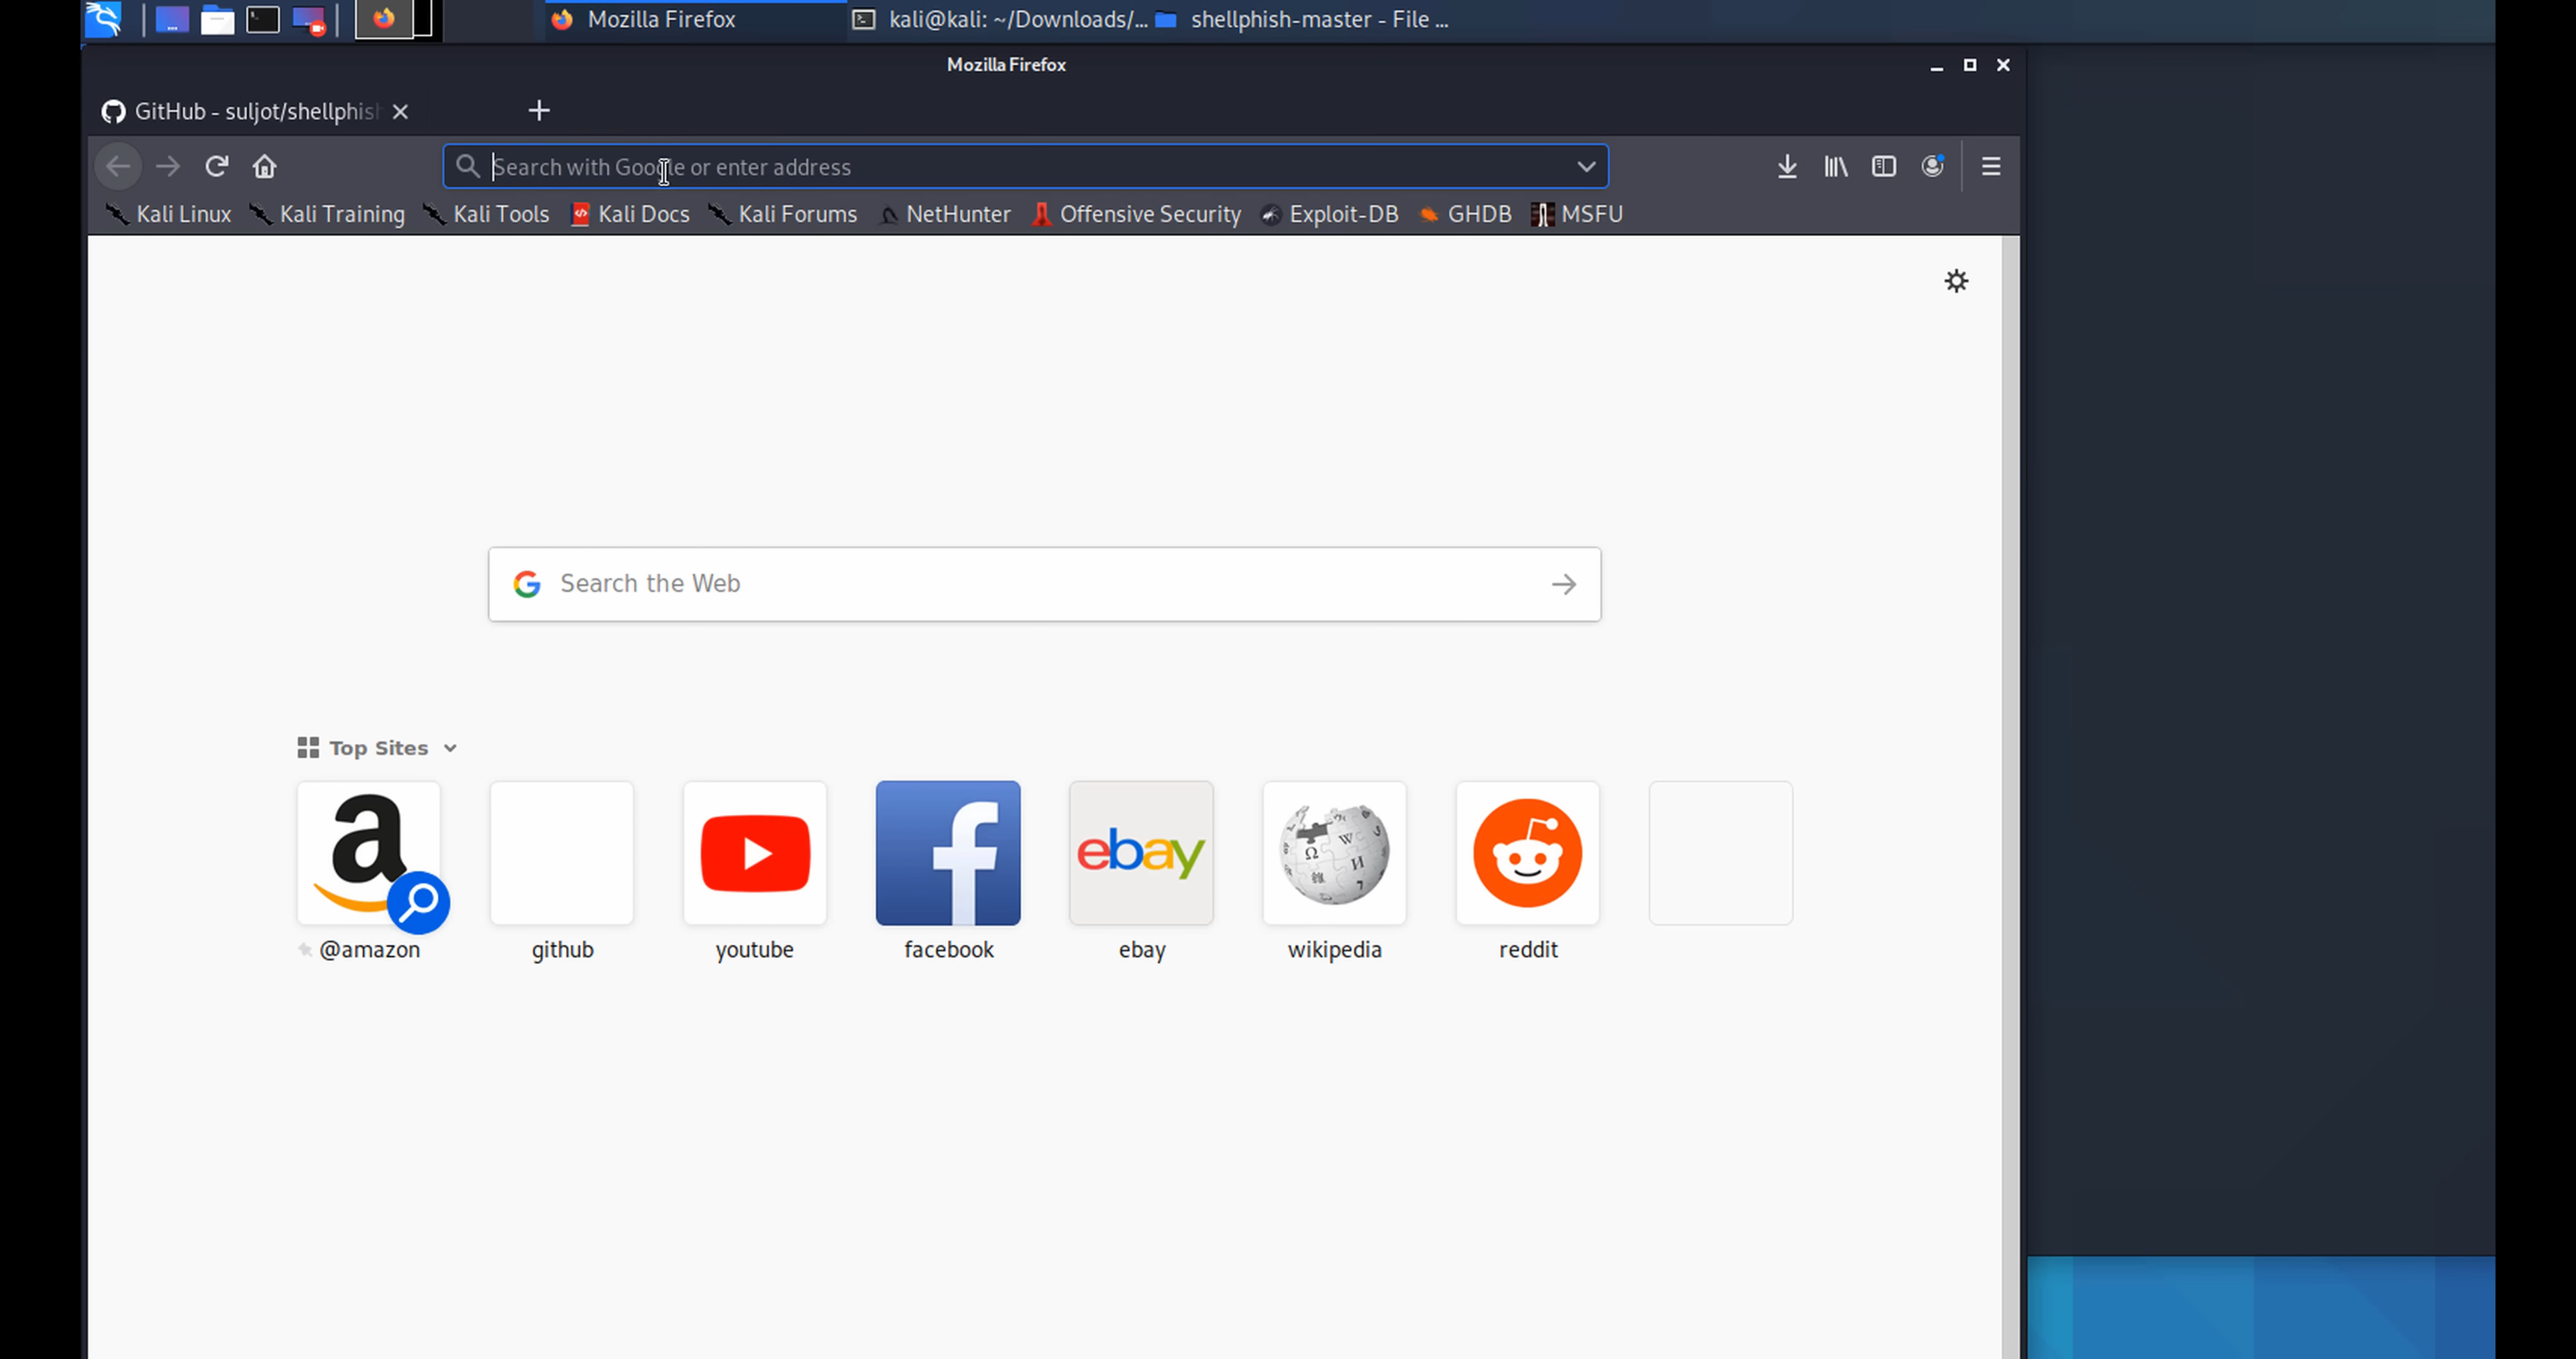 Mozilla Firefox
kali@kali: ~/Downloads/...
shellphish-master - File ...
Mozilla Firefox
GitHub - suljot/shellphish
Search with Google or enter address
Kali Linux
Kali Training
Kali Tools
Kali Docs
Kali Forums
NetHunter
Offensive Security
Exploit-DB
GHDB
MSFU
Search the Web
Top Sites
ebay
@amazon
github
youtube
facebook
ebay
wikipedia
reddit